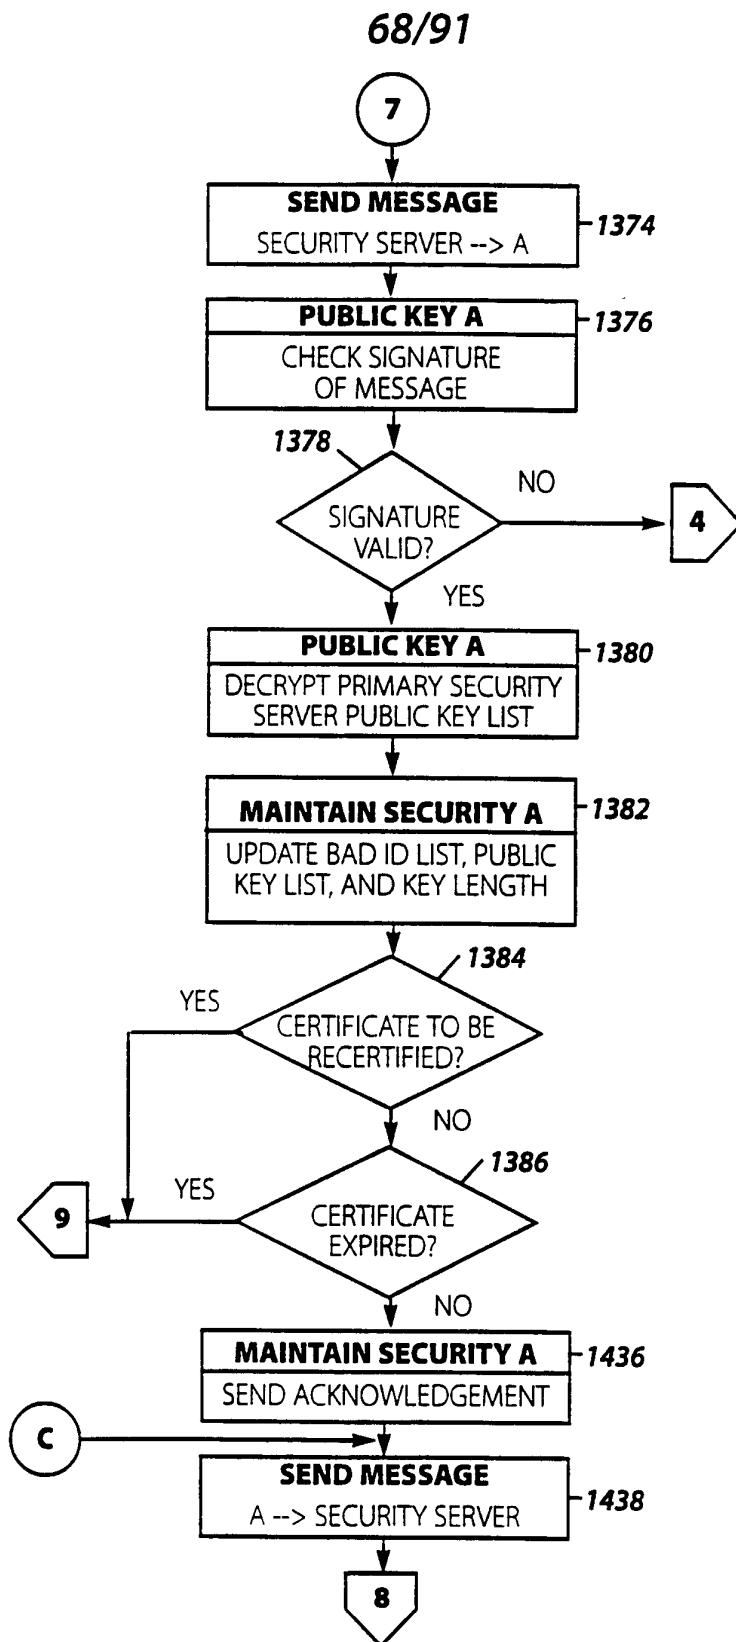 68/91
7
SEND MESSAGE
SECURITY SERVER --> A
1374
PUBLIC KEY A
1376
CHECK SIGNATURE
OF MESSAGE
1378
SIGNATURE
VALID?
NO
4
YES
PUBLIC KEY A
1380
DECRYPT PRIMARY SECURITY
SERVER PUBLIC KEY LIST
MAINTAIN SECURITY A
1382
UPDATE BAD ID LIST, PUBLIC
KEY LIST, AND KEY LENGTH
1384
YES
CERTIFICATE TO BE
RECERTIFIED?
NO
1386
YES
9
CERTIFICATE
EXPIRED?
NO
MAINTAIN SECURITY A
1436
SEND ACKNOWLEDGEMENT
C
SEND MESSAGE
A --> SECURITY SERVER
1438
8